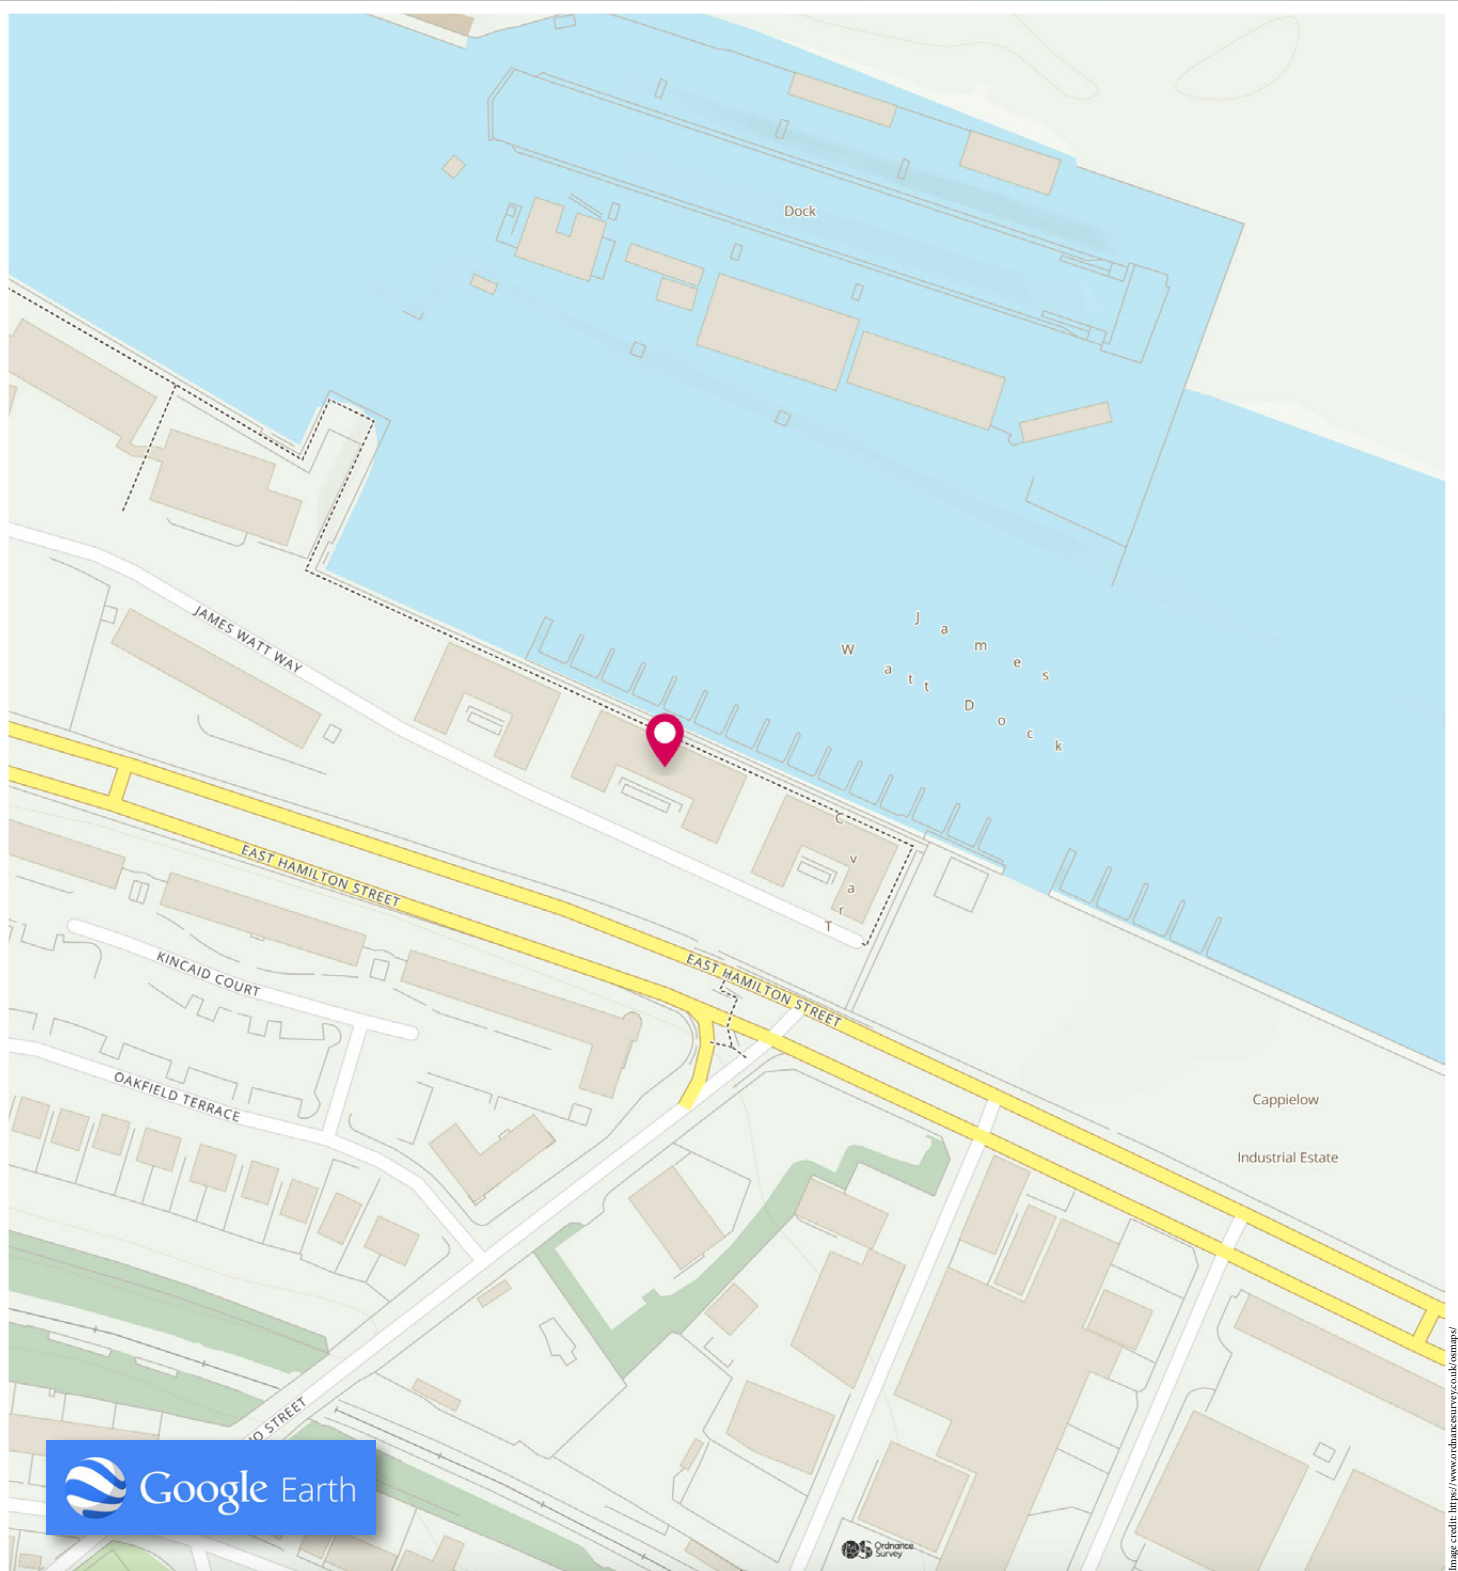 Dock
James
Watt Dock
JAMES WATT WAY
C
v
a
r
T
EAST HAMILTON STREET
EAST HAMILTON STREET
KINCAID COURT
OAKFIELD TERRACE
Cappielow
Industrial Estate
STREET
Google Earth
OS Ordnance
Survey
Image credit: https://www.ordnancesurvey.co.uk/osmaps/